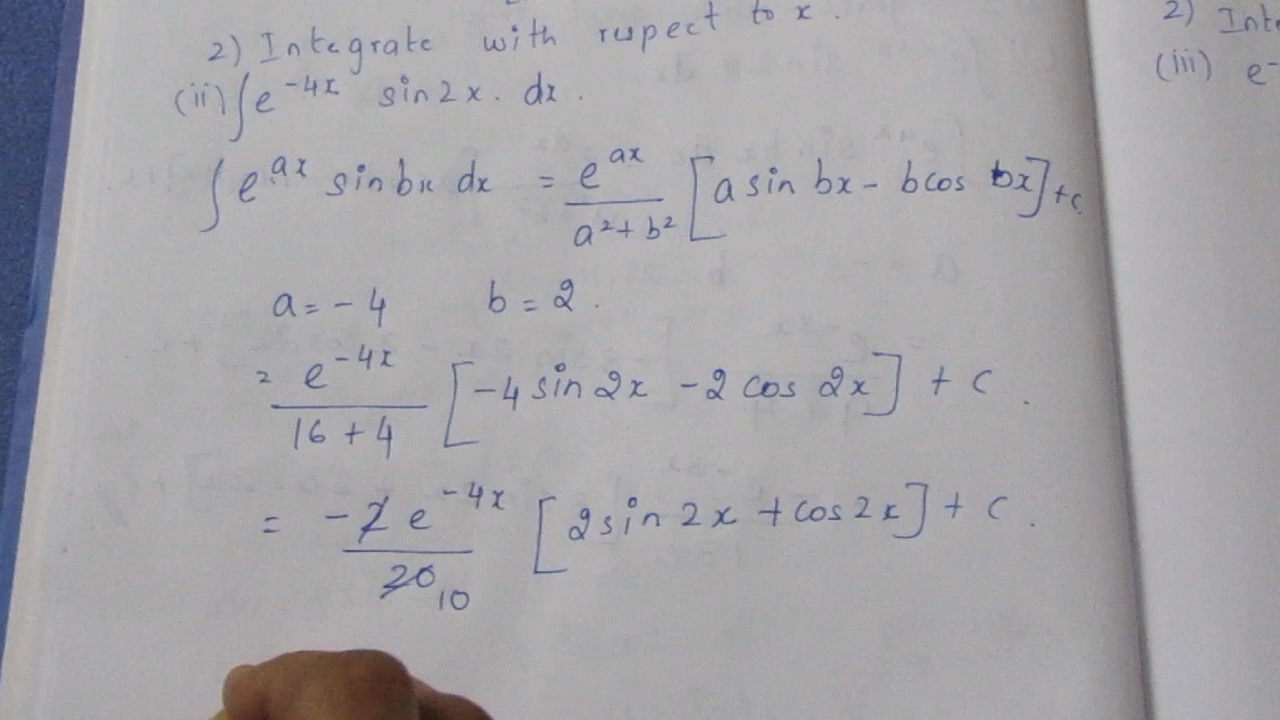 2) Integrate with respect to x.
(ii) ∫e^-4x sin2x. dx.
∫e^ax sin bx dx = e^ax / a²+b² [a sin bx - b cos bx] + c
a = -4 b = 2.
= e^-4x / 16+4 [-4 sin 2x - 2 cos 2x] + c.
= -2e^-4x / 20 10 [2 sin 2x + cos 2x] + c.
2) Int
(iii) e-